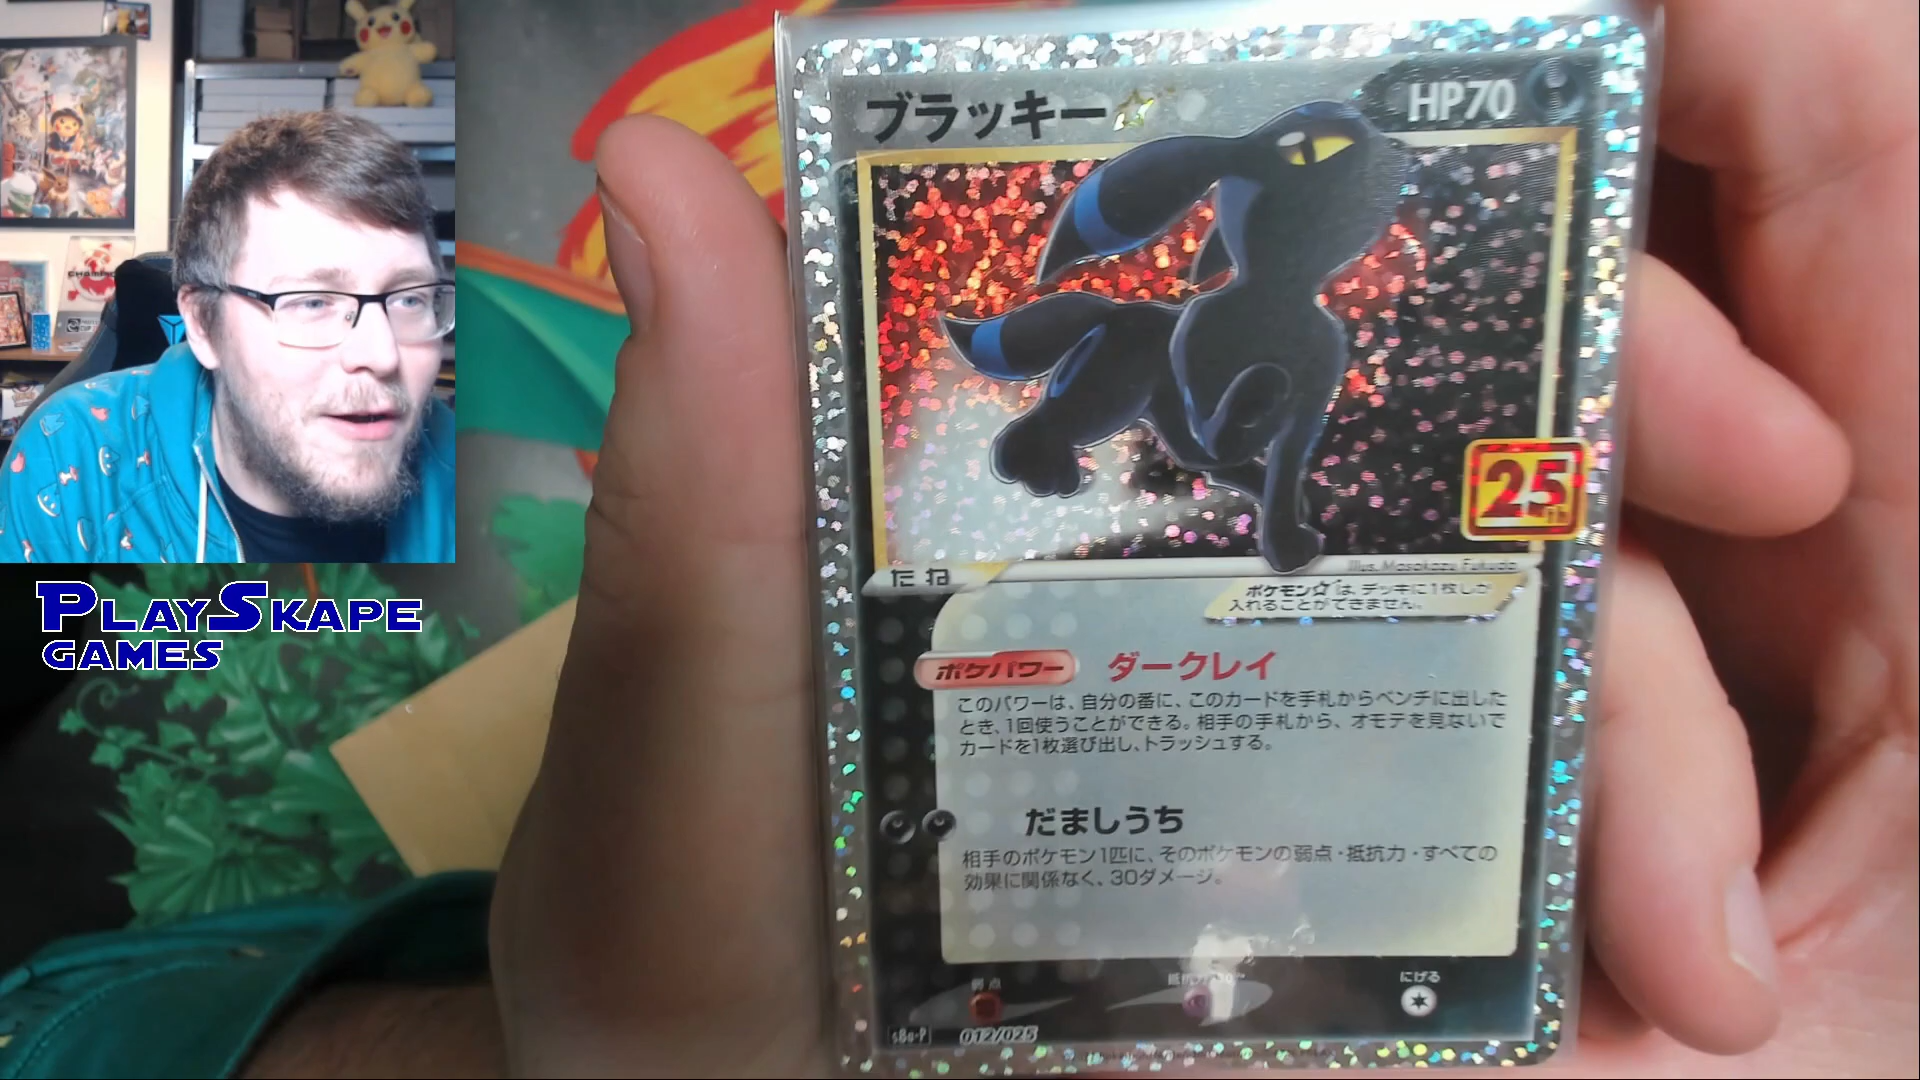 PLAYSKAPE
GAMES
ブラッキー☆
HP70
25th
Illus. Masakazu Fukuda
たね
ポケモン☆は、デッキに1枚しか
入れることができません。
ポケパワー ダークレイ
このパワーは、自分の番に、このカードを手札からベンチに出した
とき、1回使うことができる。相手の手札から、オモテを見ないで
カードを1枚選び出し、トラッシュする。
だましうち
相手のポケモン1匹に、そのポケモンの弱点・抵抗力・すべての
効果に関係なく、30ダメージ。
弱点
抵抗力
にげる
s8a-P 012/025